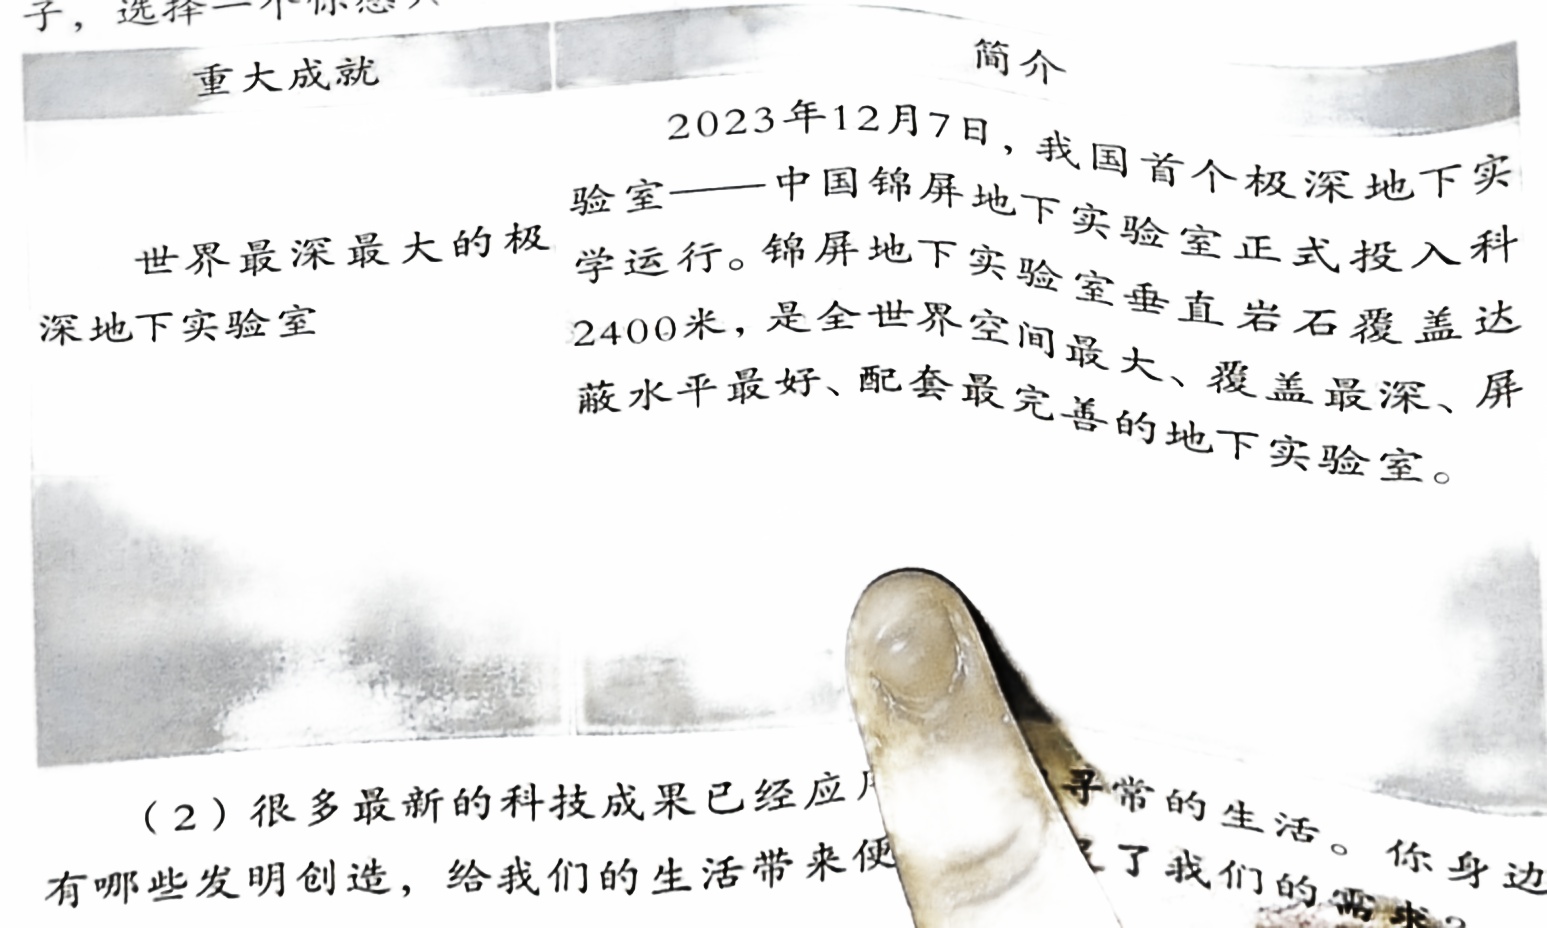 子，选择一个你感兴
重大成就
简介
世界最深最大的极
深地下实验室
2023年12月7日，我国首个极深地下实
验室——中国锦屏地下实验室正式投入科
学运行。锦屏地下实验室垂直岩石覆盖达
2400米，是全世界空间最大、覆盖最深、屏
蔽水平最好、配套最完善的地下实验室。
（2）很多最新的科技成果已经应用 寻常的生活。你身边
有哪些发明创造，给我们的生活带来便 了我们的需求？